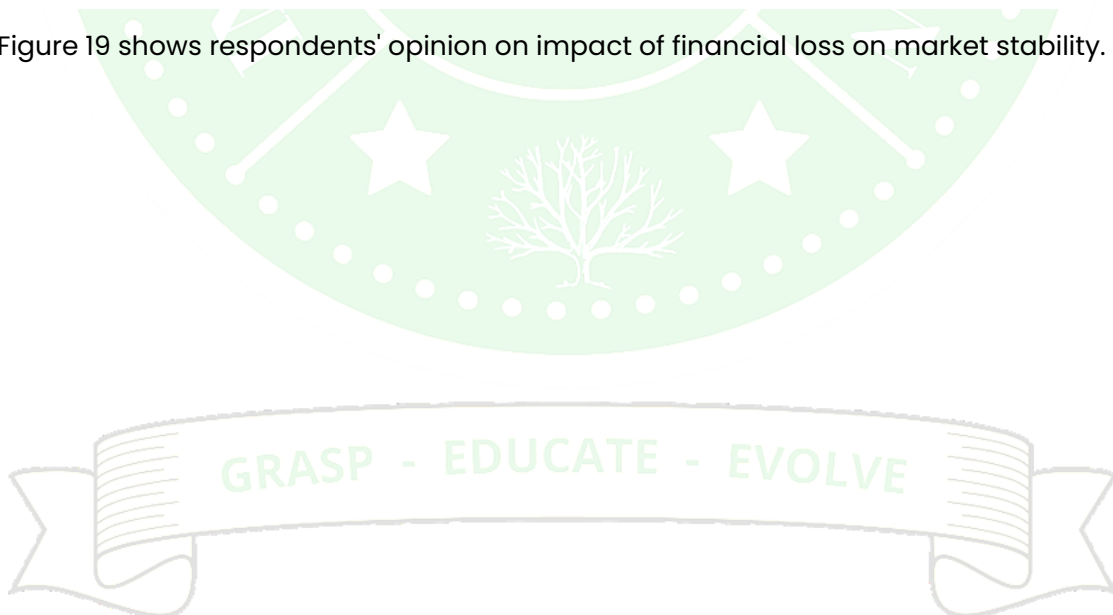 Figure 19 shows respondents' opinion on impact of financial loss on market stability.
GRASP - EDUCATE - EVOLVE